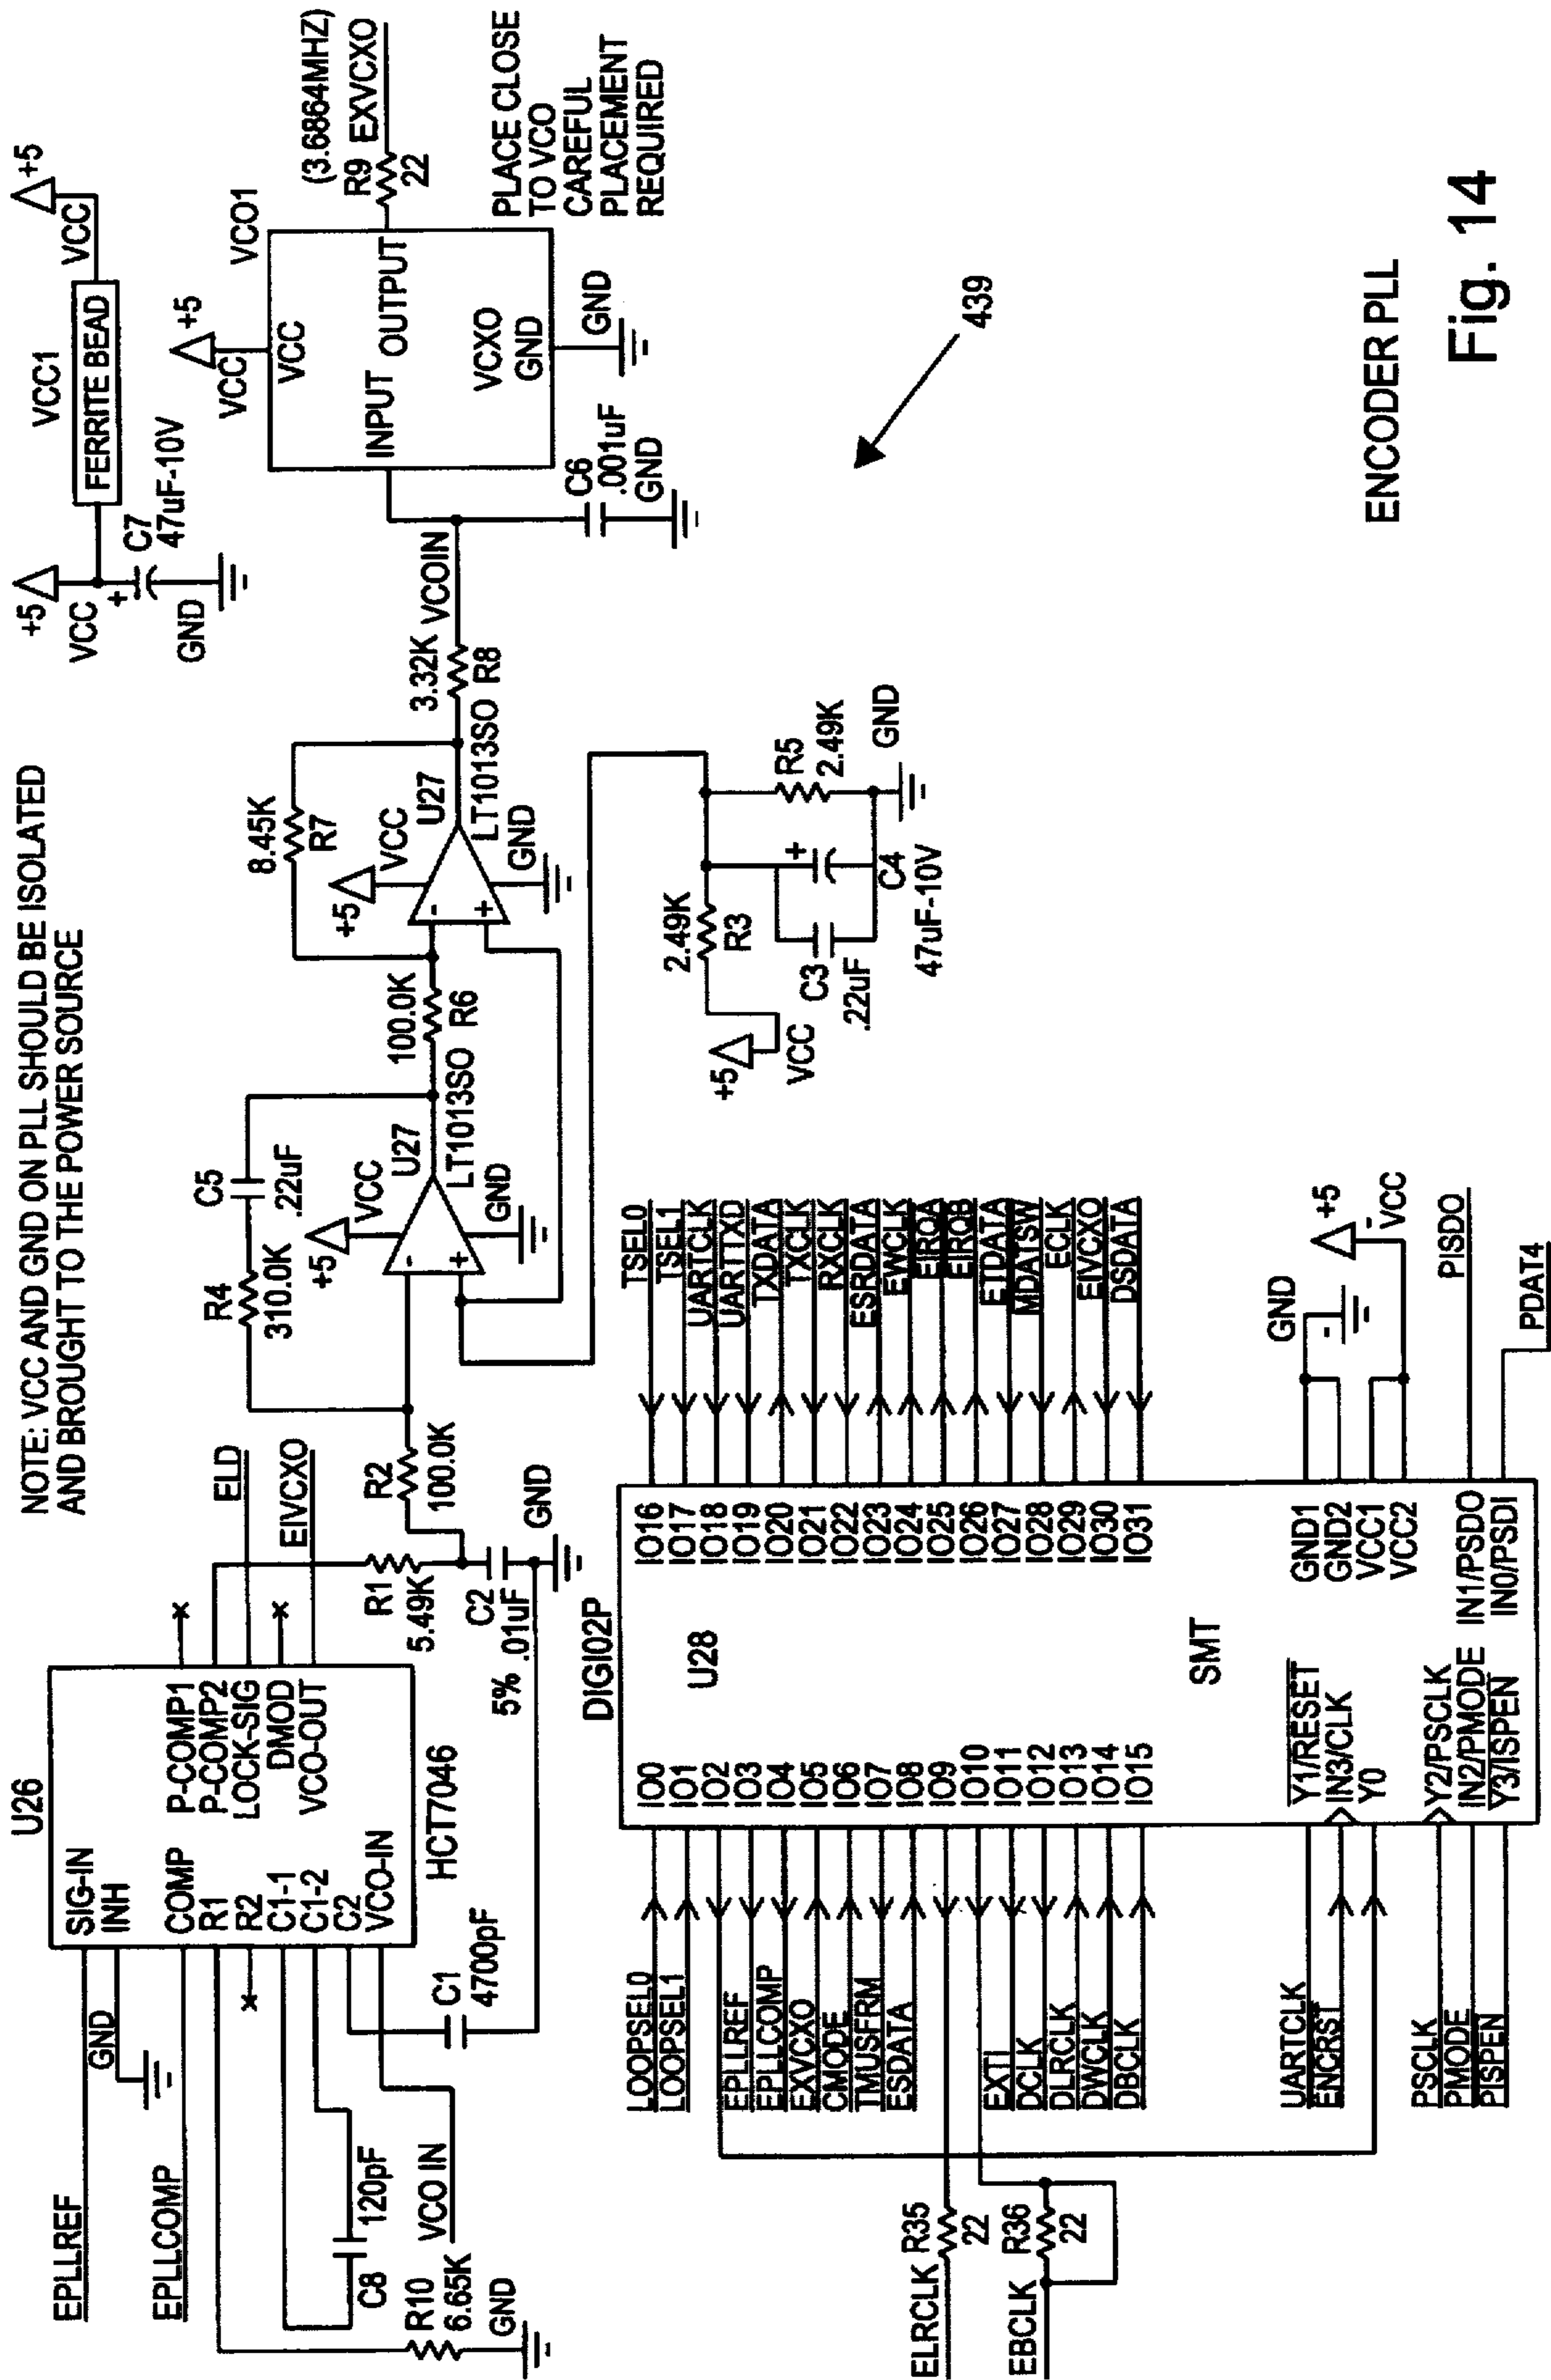 NOTE: VCC AND GND ON PLL SHOULD BE ISOLATED
AND BROUGHT TO THE POWER SOURCE
VCC1
+5
VCC
FERRITE BEAD
VCC
+5
+
C7
47uF-10V
GND
U26
EPLLREF
GND
EPLLCOMP
SIG-IN
INH
COMP
R1
R2
C1-1
C1-2
C2
VCO-IN
P-COMP1
P-COMP2
LOCK-SIG
DMOD
VCO-OUT
HCT7046
ELD
EIVCXO
C8
120pF
VCO IN
R10
6.65K
GND
C1
4700pF
R1
5.49K
C2
5% .01uF
GND
R2
100.0K
R4
310.0K
C5
.22uF
+5
VCC
-
+
U27
LT1013SO
GND
100.0K
R6
8.45K
R7
+5
VCC
-
+
U27
LT1013SO
GND
3.32K
R8
VCOIN
C6
.001uF
GND
+5
VCC
VCO1
VCC
INPUT OUTPUT
VCXO
GND
GND
(3.6864MHZ)
R9 EXVCXO
22
PLACE CLOSE
TO VCO
CAREFUL
PLACEMENT
REQUIRED
+5
VCC
2.49K
R3
C3
.22uF
+
C4
47uF-10V
R5
2.49K
GND
439
DIGI02P
U28
SMT
LOOPSEL0
LOOPSEL1
EPLLREF
EPLLCOMP
EXVCXO
CMODE
TMUSFRM
ESDATA
EXTI
DCLK
DLRCLK
DWCLK
DBCLK
UARTCLK
ENCRST
PSCLK
PMODE
PISPEN
ELRCLK
R35
22
EBCLK
R36
22
IO0
IO1
IO2
IO3
IO4
IO5
IO6
IO7
IO8
IO9
IO10
IO11
IO12
IO13
IO14
IO15
Y1/RESET
IN3/CLK
Y0
Y2/PSCLK
IN2/PMODE
Y3/ISPEN
IO16
IO17
IO18
IO19
IO20
IO21
IO22
IO23
IO24
IO25
IO26
IO27
IO28
IO29
IO30
IO31
GND1
GND2
VCC1
VCC2
IN1/PSDO
IN0/PSDI
TSEL0
TSEL1
UARTCLK
UARTTXD
TXDATA
TXCLK
RXCLK
ESRDATA
EWCLK
EIRQA
EIRQB
ETDATA
MDATSW
ECLK
EIVCXO
DSDATA
GND
+5
VCC
PISDO
PDAT4
ENCODER PLL
Fig. 14